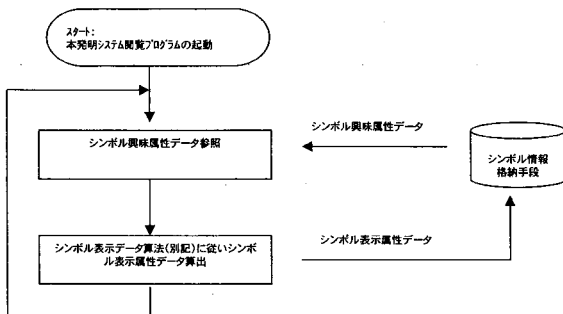 スタート:
本発明システム閲覧プログラムの起動
シンボル興味属性データ
シンボル興味属性データ参照
シンボル情報
格納手段
シンボル表示データ算法(別記)に従いシンボ
ル表示属性データ算出
シンボル表示属性データ